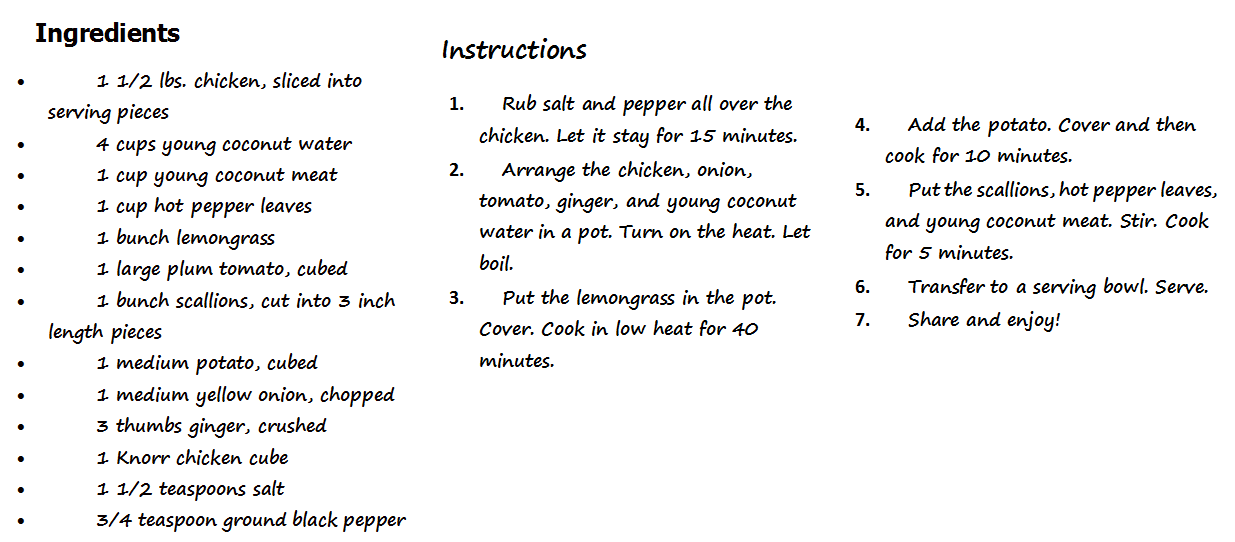 Ingredients
• 1 1/2 lbs. chicken, sliced into
serving pieces
• 4 cups young coconut water
• 1 cup young coconut meat
• 1 cup hot pepper leaves
• 1 bunch lemongrass
• 1 large plum tomato, cubed
• 1 bunch scallions, cut into 3 inch
length pieces
• 1 medium potato, cubed
• 1 medium yellow onion, chopped
• 3 thumbs ginger, crushed
• 1 Knorr chicken cube
• 1 1/2 teaspoons salt
• 3/4 teaspoon ground black pepper
Instructions
1. Rub salt and pepper all over the
chicken. Let it stay for 15 minutes.
2. Arrange the chicken, onion,
tomato, ginger, and young coconut
water in a pot. Turn on the heat. Let
boil.
3. Put the lemongrass in the pot.
Cover. Cook in low heat for 40
minutes.
4. Add the potato. Cover and then
cook for 10 minutes.
5. Put the scallions, hot pepper leaves,
and young coconut meat. Stir. Cook
for 5 minutes.
6. Transfer to a serving bowl. Serve.
7. Share and enjoy!